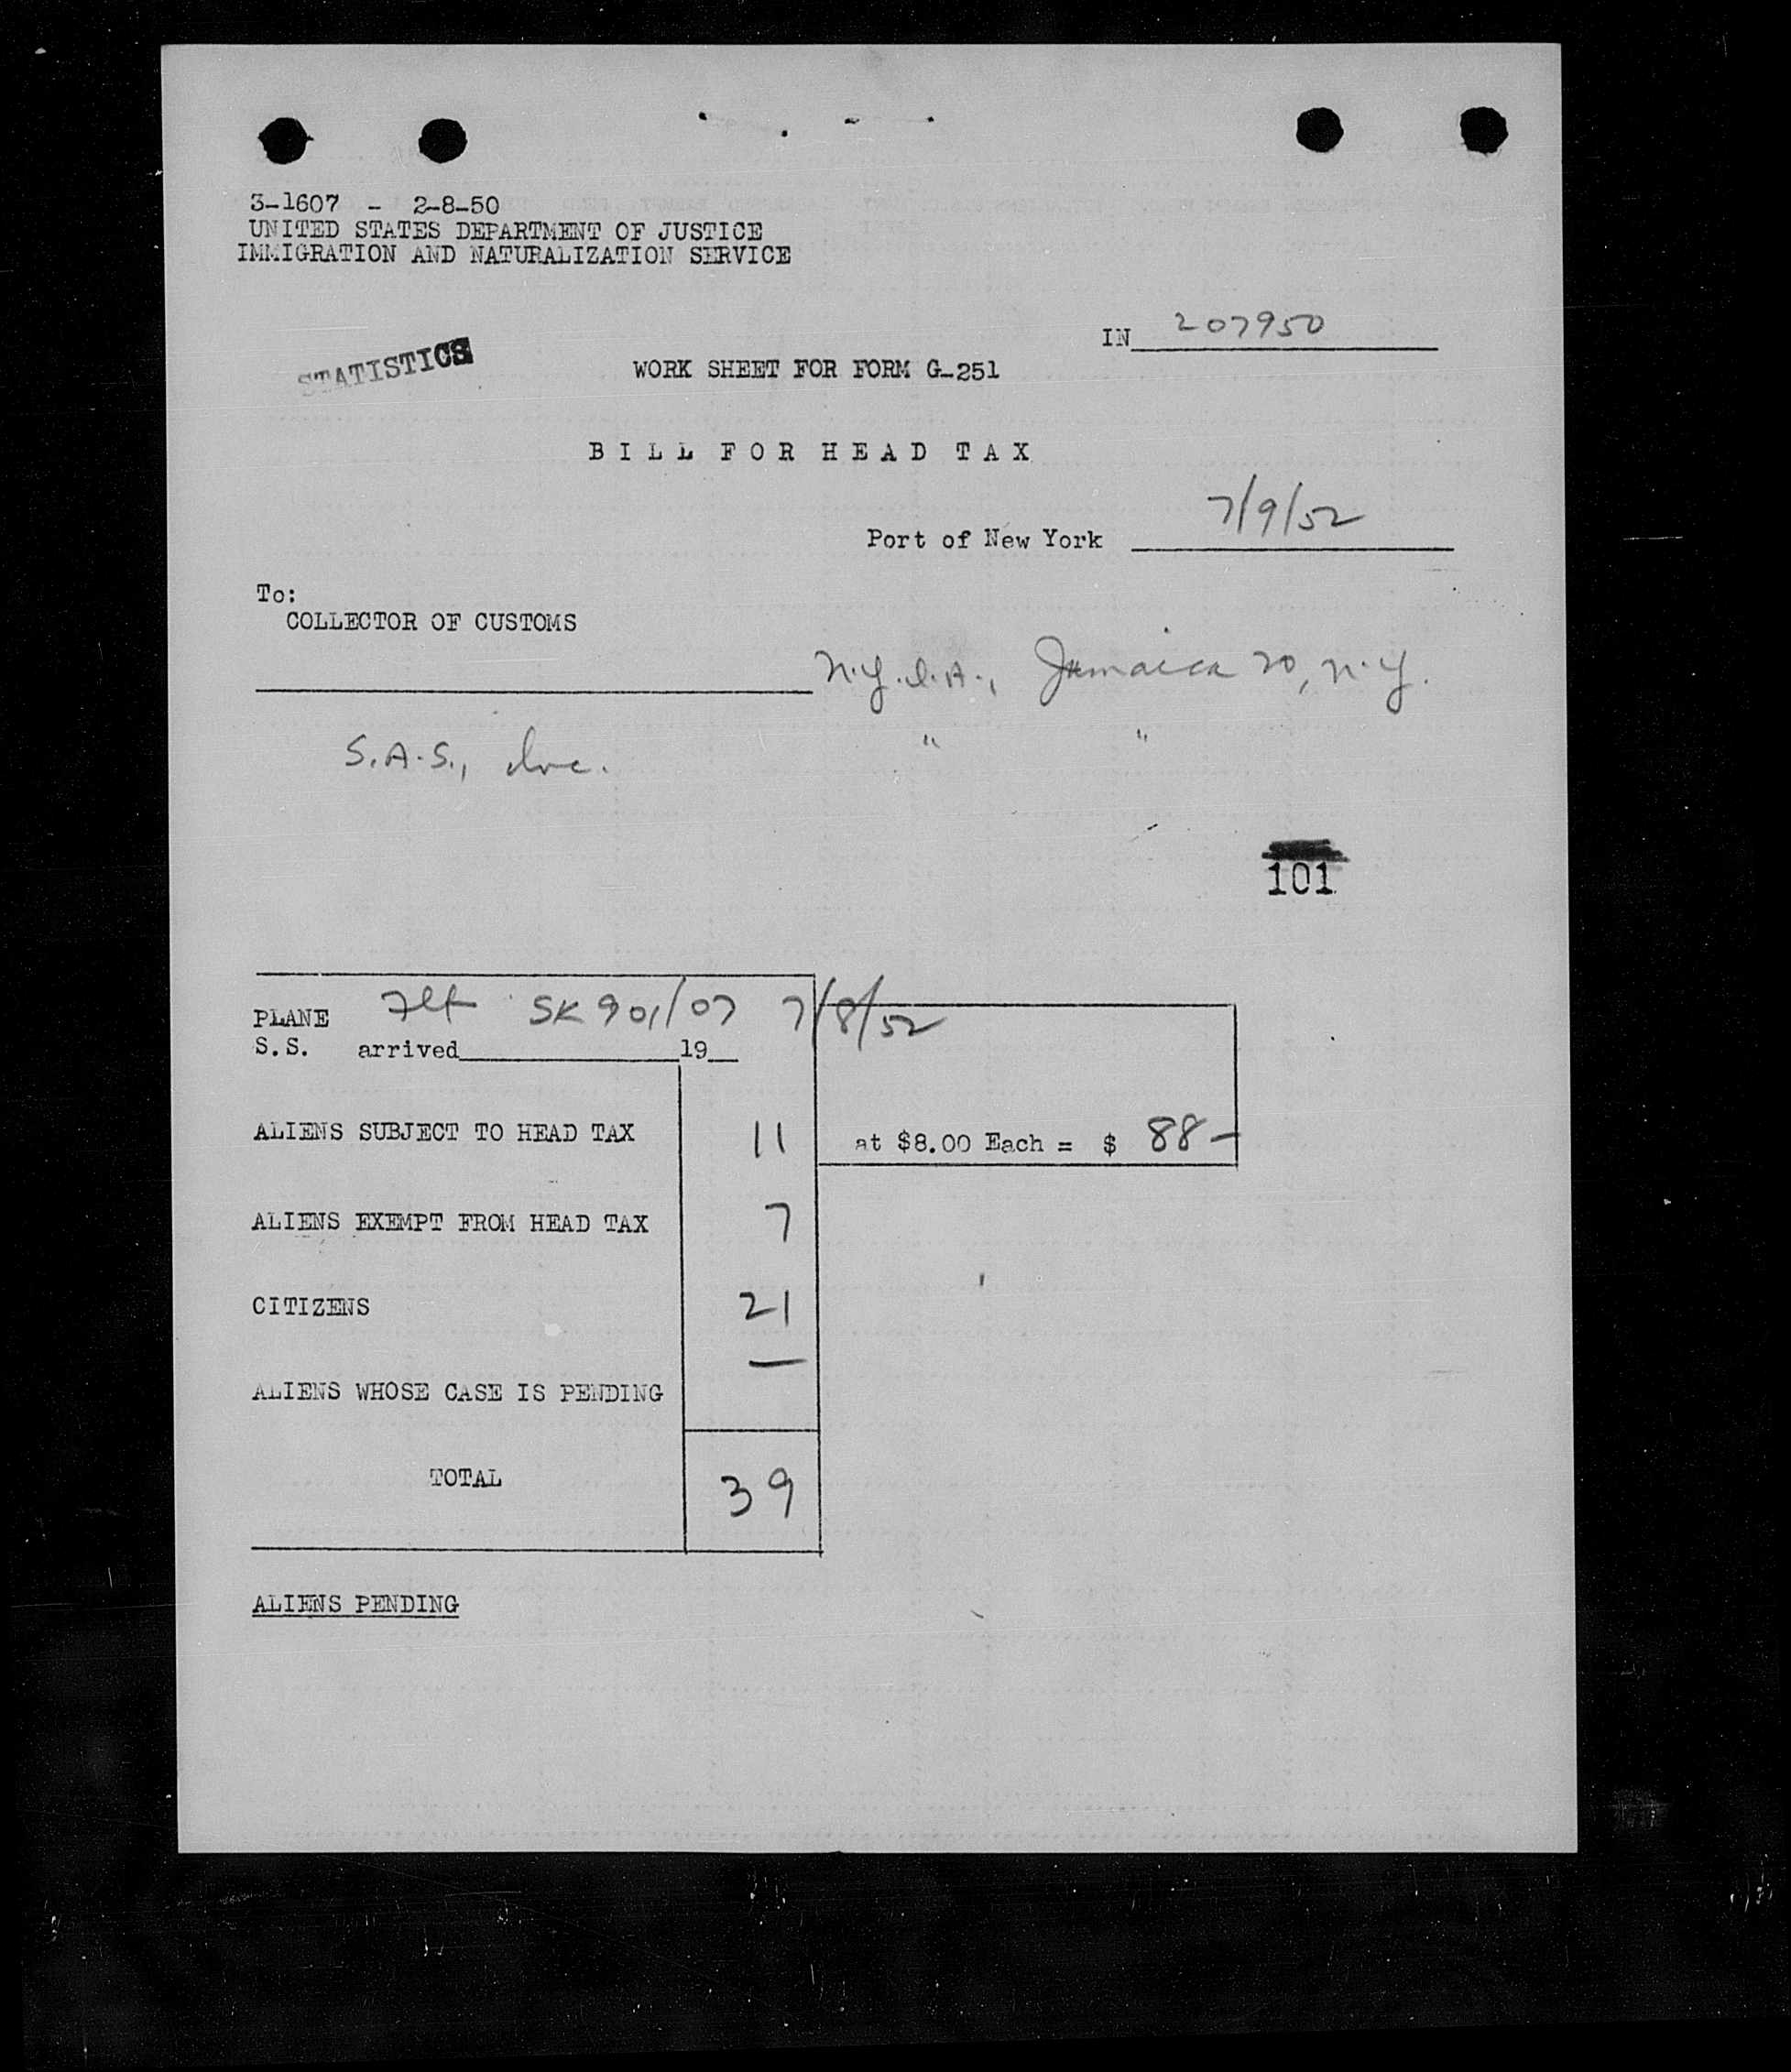 3-1607 - 2-8-50
UNITED STATES DEPARTMENT OF JUSTICE
IMMIGRATION AND NATURALIZATION SERVICE
IN 207950
STATISTICS
WORK SHEET FOR FORM G-251
BILL FOR HEAD TAX
Port of New York 7/9/52
To:
COLLECTOR OF CUSTOMS
N.Y.I.A., Jamaica 20, N.Y.
S.A.S., Inc. " "
101
PLANE Flt SK901/07 7/8/52
S.S. arrived 19
ALIENS SUBJECT TO HEAD TAX 11 at $8.00 Each = $ 88-
ALIENS EXEMPT FROM HEAD TAX 7
CITIZENS 21
ALIENS WHOSE CASE IS PENDING —
TOTAL 39
ALIENS PENDING